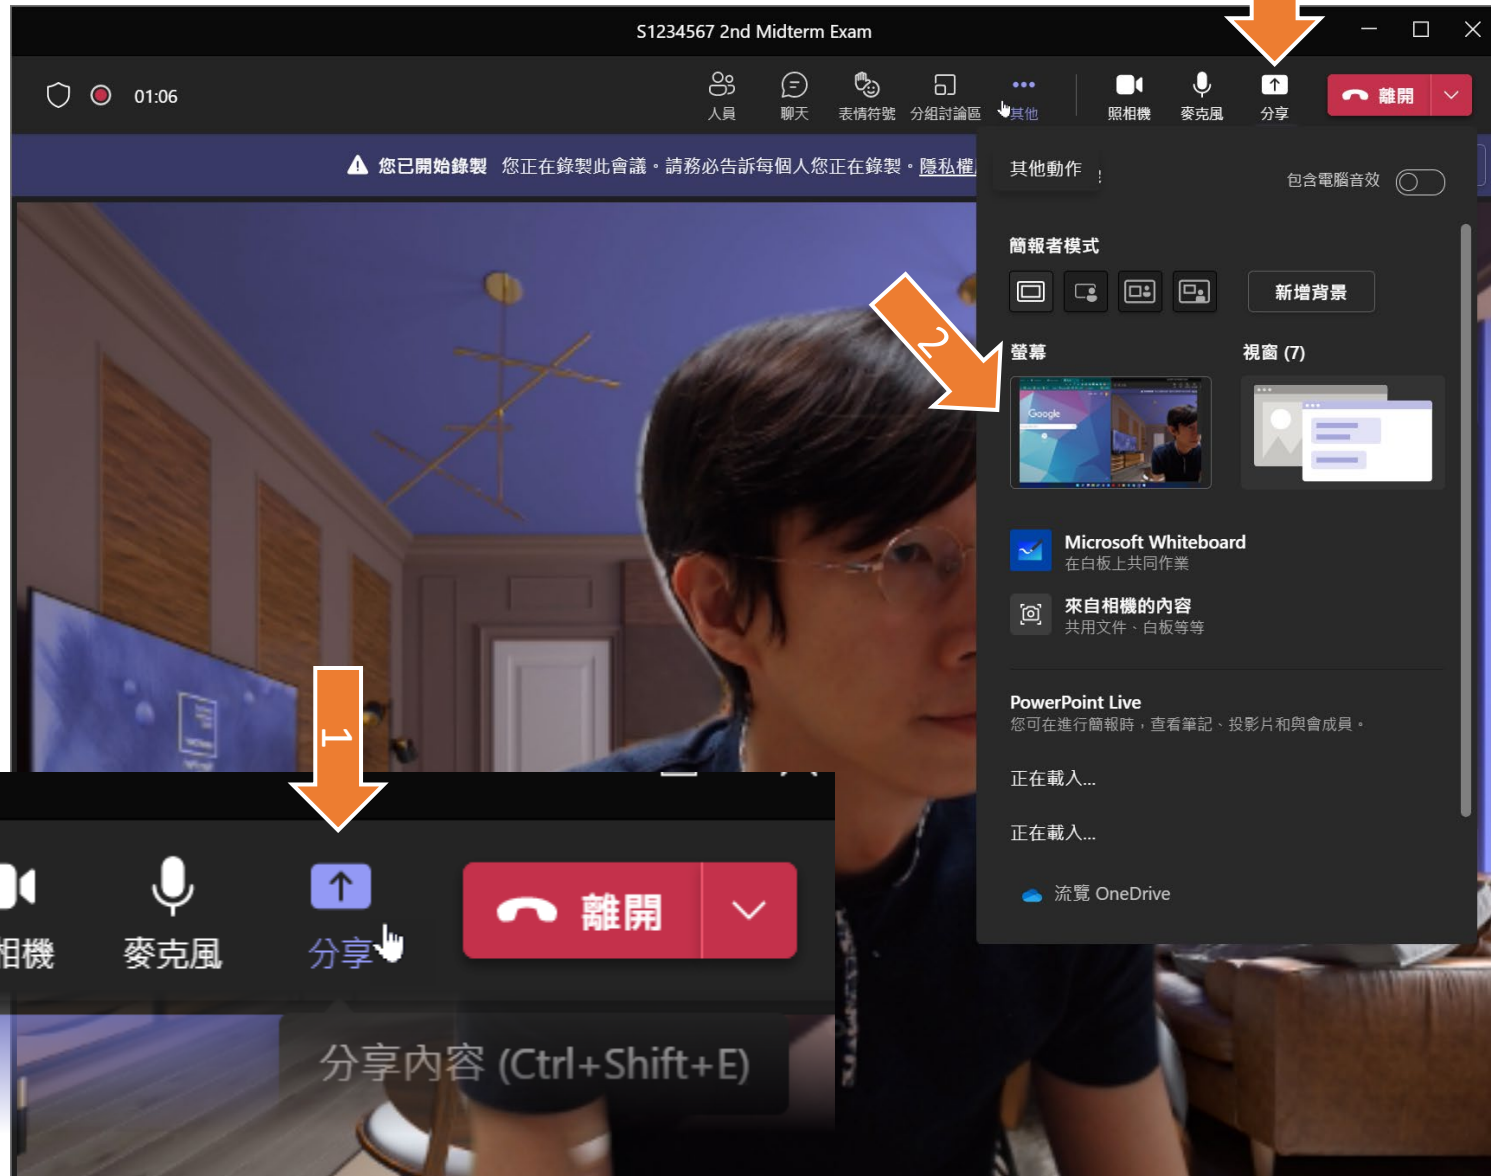 S1234567 2nd Midterm Exam
01:06
人員
聊天
表情符號
分組討論區
其他
照相機
麥克風
分享
離開
您已開始錄製 您正在錄製此會議。請務必告訴每個人您正在錄製。隱私權
其他動作
包含電腦音效
簡報者模式
新增背景
2
螢幕
視窗 (7)
Google
Microsoft Whiteboard
在白板上共同作業
來自相機的內容
共用文件、白板等等
PowerPoint Live
您可在進行簡報時，查看筆記、投影片和與會成員。
正在載入...
正在載入...
流覽 OneDrive
1
相機
麥克風
分享
離開
分享內容 (Ctrl+Shift+E)